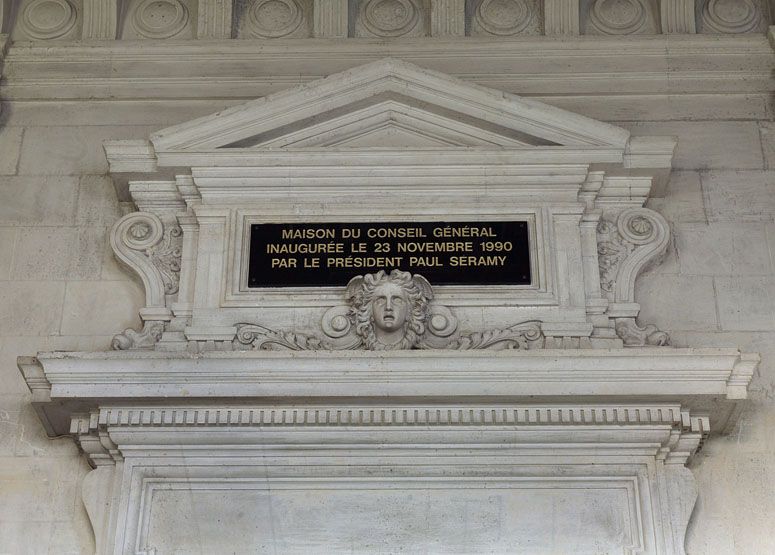 MAISON DU CONSEIL GÉNÉRAL
INAUGURÉE LE 23 NOVEMBRE 1990
PAR LE PRÉSIDENT PAUL SERAMY